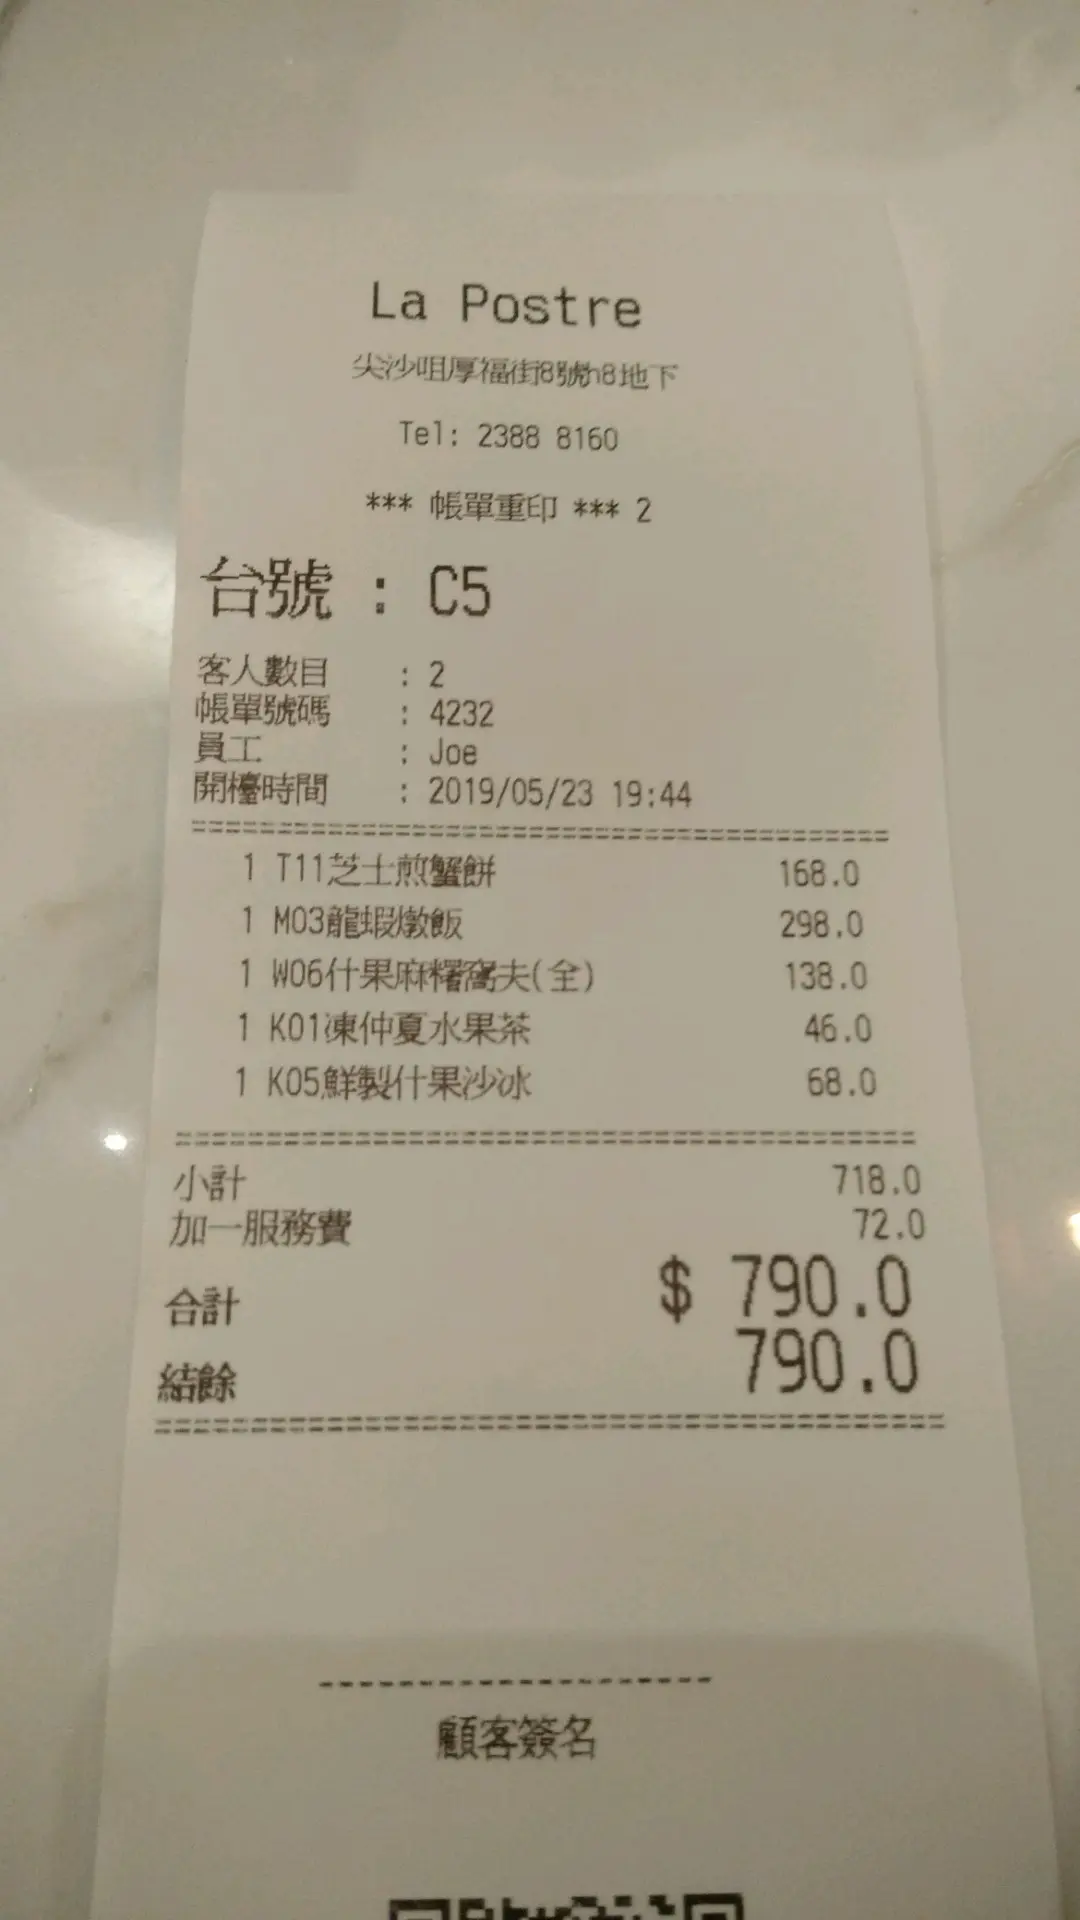 La Postre
尖沙咀厚福街8號h8地下
Tel: 2388 8160
*** 帳單重印 *** 2
台號 : C5
客人數目 : 2
帳單號碼 : 4232
員工 : Joe
開檯時間 : 2019/05/23 19:44
1 T11芝士煎蟹餅 168.0
1 M03龍蝦燉飯 298.0
1 W06什果麻糬窩夫(全) 138.0
1 K01凍仲夏水果茶 46.0
1 K05鮮製什果沙冰 68.0
小計 718.0
加一服務費 72.0
合計 $ 790.0
結餘 790.0
顧客簽名